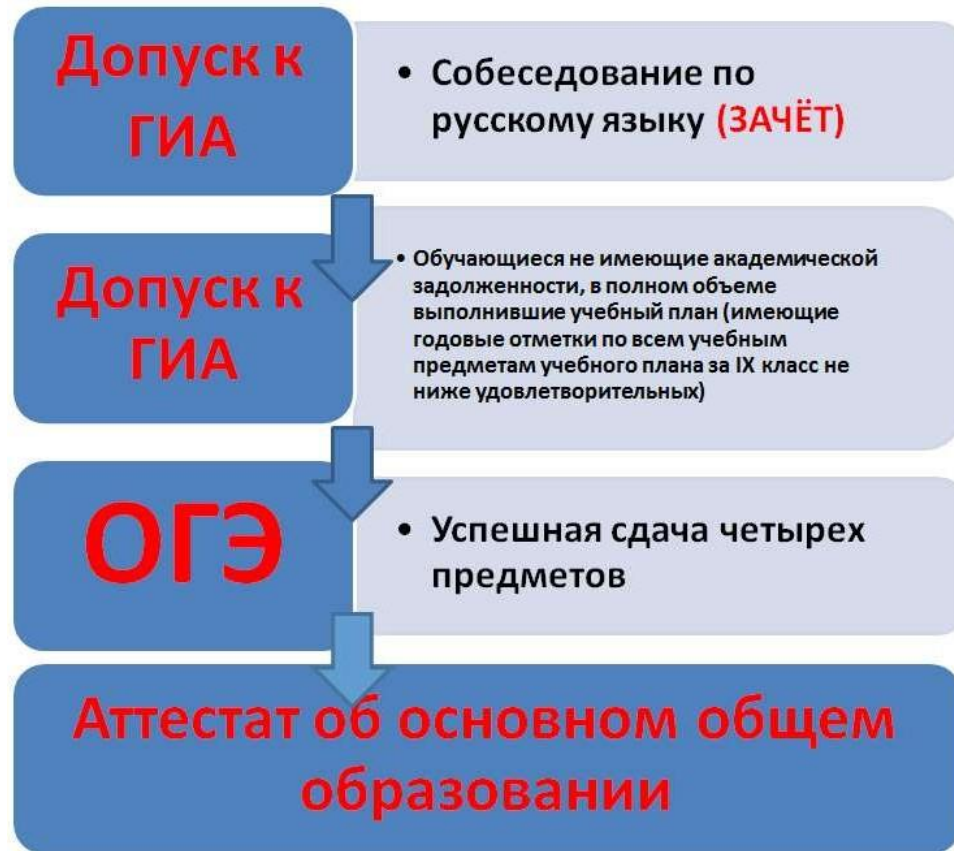 Допуск к
ГИА
• Собеседование по
русскому языку (ЗАЧЁТ)
Допуск к
ГИА
• Обучающиеся не имеющие академической
задолженности, в полном объеме
выполнившие учебный план (имеющие
годовые отметки по всем учебным
предметам учебного плана за IX класс не
ниже удовлетворительных)
ОГЭ
• Успешная сдача четырех
предметов
Аттестат об основном общем
образовании